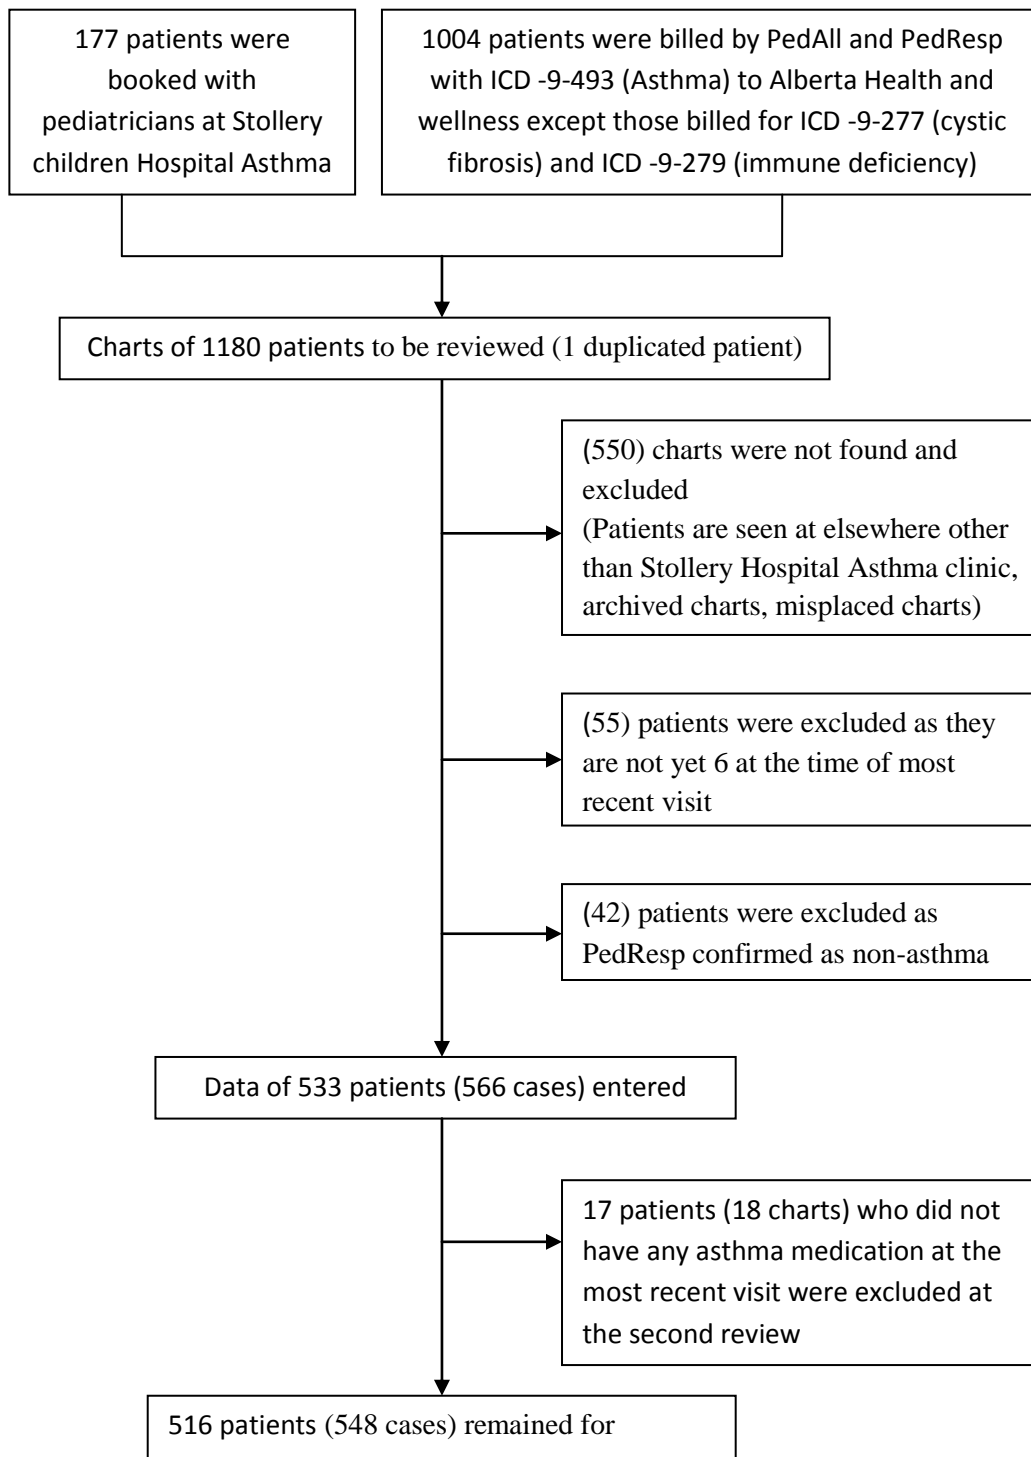 177 patients were
booked with
pediatricians at Stollery
children Hospital Asthma
1004 patients were billed by PedAll and PedResp
with ICD -9-493 (Asthma) to Alberta Health and
wellness except those billed for ICD -9-277 (cystic
fibrosis) and ICD -9-279 (immune deficiency)
Charts of 1180 patients to be reviewed (1 duplicated patient)
(550) charts were not found and
excluded
(Patients are seen at elsewhere other
than Stollery Hospital Asthma clinic,
archived charts, misplaced charts)
(55) patients were excluded as they
are not yet 6 at the time of most
recent visit
(42) patients were excluded as
PedResp confirmed as non-asthma
Data of 533 patients (566 cases) entered
17 patients (18 charts) who did not
have any asthma medication at the
most recent visit were excluded at
the second review
516 patients (548 cases) remained for